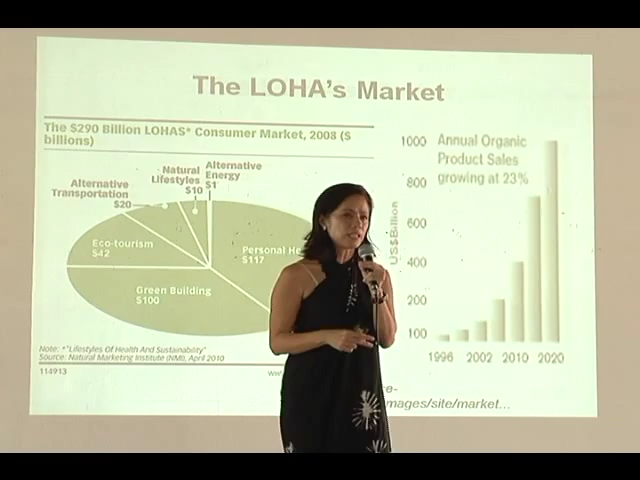 The LOHA's Market
The $290 Billion LOHAS* Consumer Market, 2008 ($
billions)
Natural
Lifestyles
$10
Alternative
Energy
$1
Alternative
Transportation
$20
Eco-tourism
$42
Personal He
$117
Green Building
$100
Note: *"Lifestyles Of Health And Sustainability"
Source: Natural Marketing Institute (NMI), April 2010
114913
www.
Annual Organic
Product Sales
growing at 23%
US$Billion
1000
800
600
400
200
100
1996 2002 2010 2020
ce-
mages/site/market...